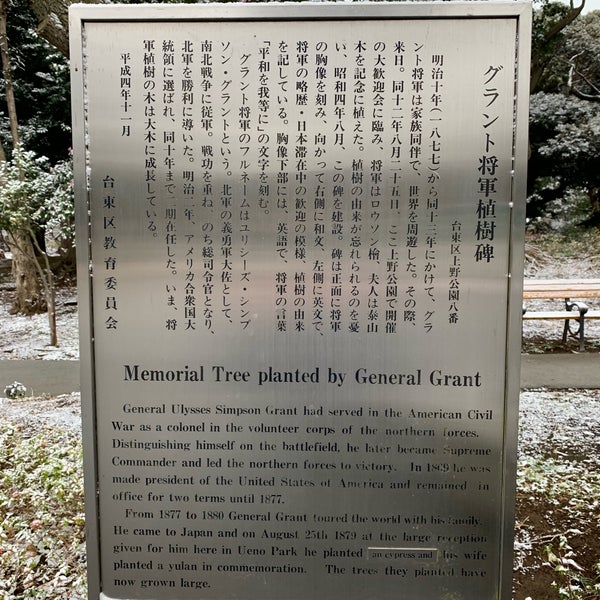 グラント将軍植樹碑
台東区上野公園八番
明治十年(一八七七)から同十三年にかけて、グラ
ント将軍は家族同伴で、世界を周遊した。その際、
来日。同十二年八月二十五日、ここ上野公園で開催
の大歓迎会に臨み、将軍はロウソン檜、夫人は泰山
木を記念に植えた。植樹の由来が忘れられるのを憂
い、昭和四年八月、この碑を建設。碑は正面に将軍
の胸像を刻み、向かって右側に和文、左側に英文で、
将軍の略歴・日本滞在中の歓迎の模様、植樹の由来
を記している。胸像下部には、英語で、将軍の言葉
「平和を我等に」の文字を刻む。
グラント将軍のフルネームはユリシーズ・シンプ
ソン・グラントという。北軍の義勇軍大佐として、
南北戦争に従軍。戦功を重ね、のち総司令官となり、
北軍を勝利に導いた。明治二年、アメリカ合衆国大
統領に選ばれ、同十年まで二期在任した。いま、将
軍植樹の木は大木に成長している。
平成四年十一月
台東区教育委員会
Memorial Tree planted by General Grant
General Ulysses Simpson Grant had served in the American Civil
War as a colonel in the volunteer corps of the northern forces.
Distinguishing himself on the battlefield, he later became Supreme
Commander and led the northern forces to victory. In 1869 he was
made president of the United States of America and remained in
office for two terms until 1877.
From 1877 to 1880 General Grant toured the world with his family.
He came to Japan and on August 25th 1879 at the large reception
given for him here in Ueno Park he planted an cypress and his wife
planted a yulan in commemoration. The trees they planted have
now grown large.